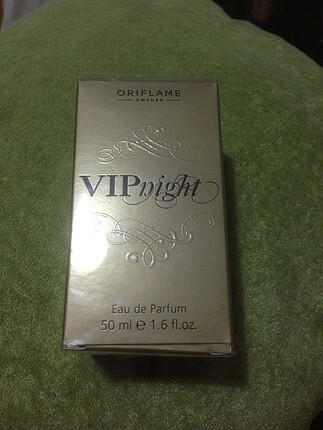 ORIFLAME
SWEDEN
VIPnight
Eau de Parfum
50 ml ℮ 1.6 fl.oz.